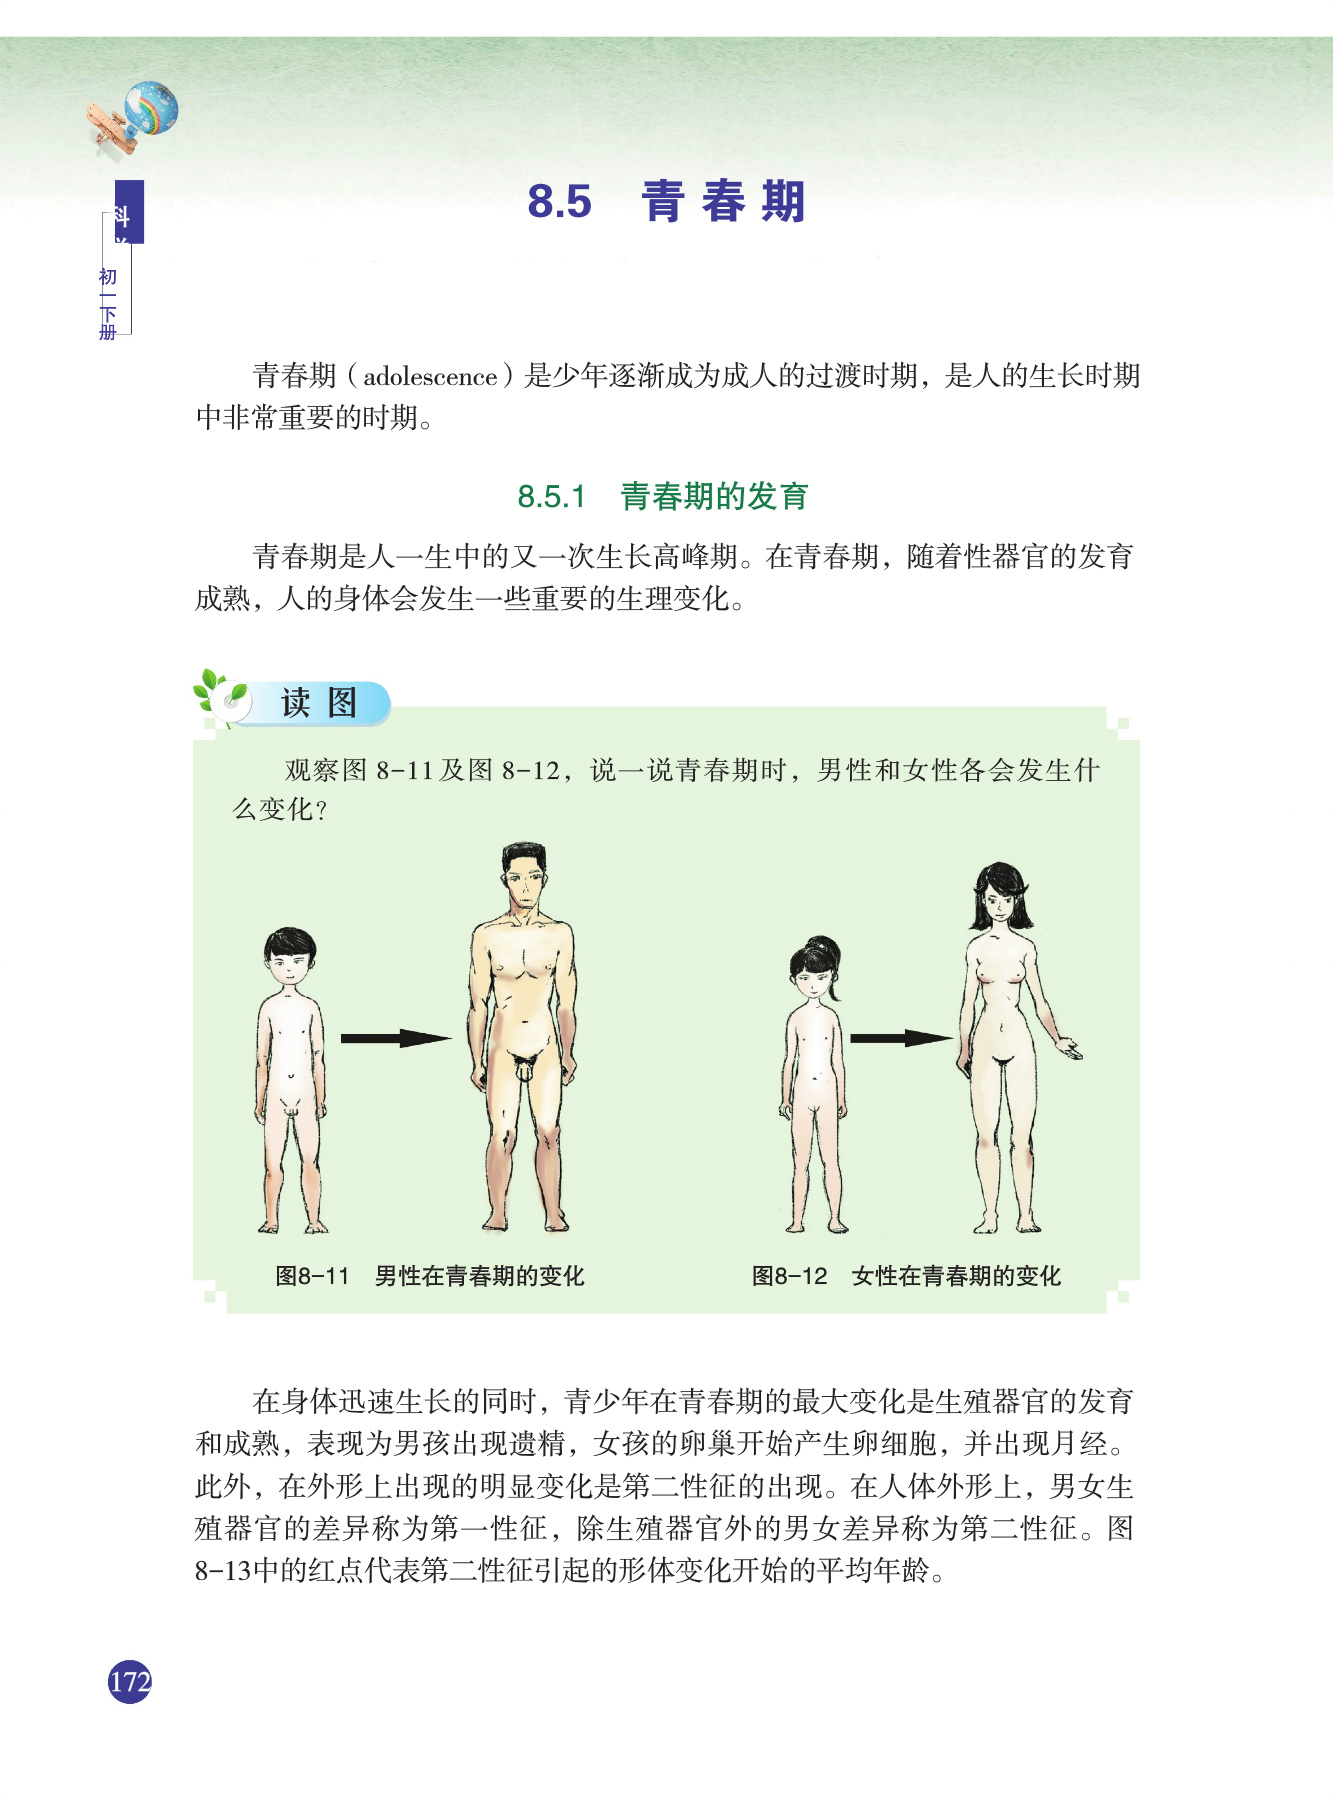 科
初一下册
8.5 青春期
青春期（adolescence）是少年逐渐成为成人的过渡时期，是人的生长时期
中非常重要的时期。
8.5.1 青春期的发育
青春期是人一生中的又一次生长高峰期。在青春期，随着性器官的发育
成熟，人的身体会发生一些重要的生理变化。
读图
观察图 8-11及图 8-12，说一说青春期时，男性和女性各会发生什
么变化？
图8-11 男性在青春期的变化
图8-12 女性在青春期的变化
在身体迅速生长的同时，青少年在青春期的最大变化是生殖器官的发育
和成熟，表现为男孩出现遗精，女孩的卵巢开始产生卵细胞，并出现月经。
此外，在外形上出现的明显变化是第二性征的出现。在人体外形上，男女生
殖器官的差异称为第一性征，除生殖器官外的男女差异称为第二性征。图
8-13中的红点代表第二性征引起的形体变化开始的平均年龄。
172